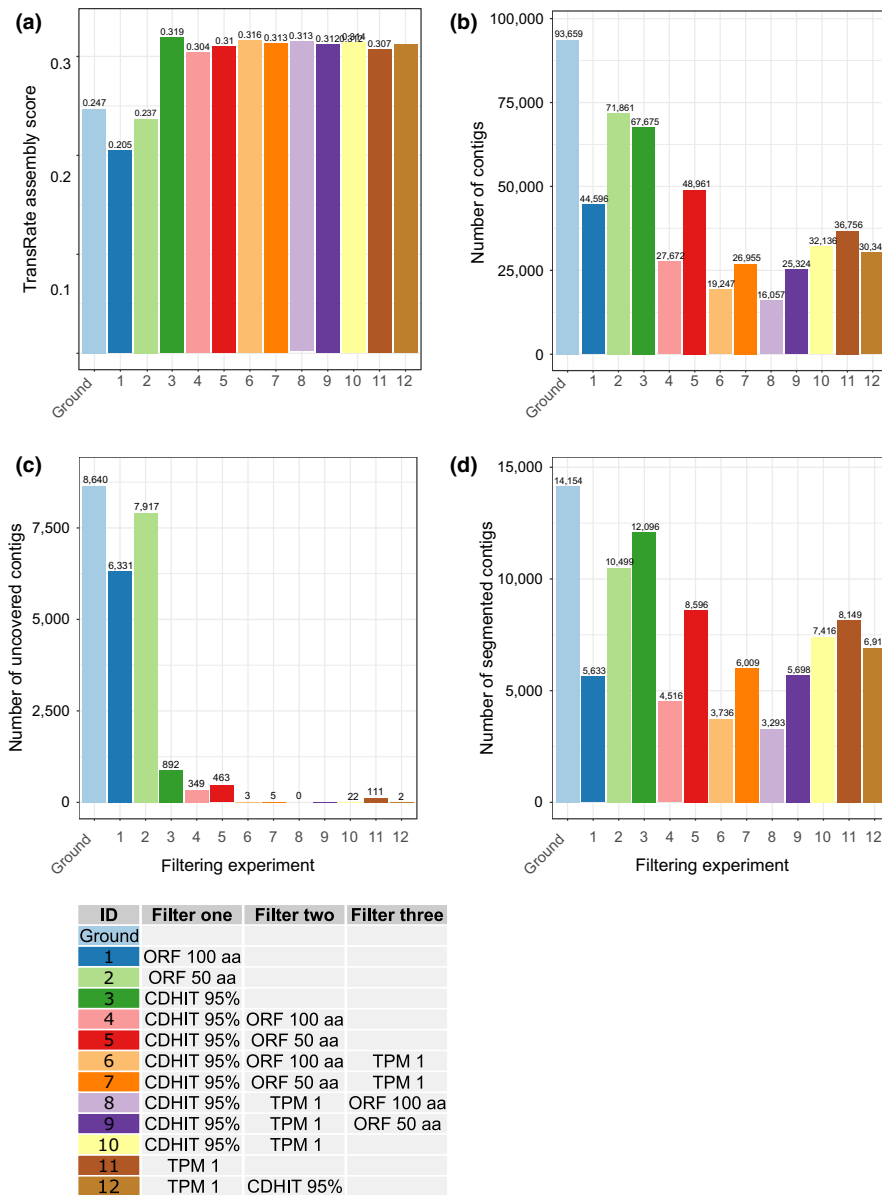 (a)
TransRate assembly score
0.3
0.2
0.1
0.247
0.205
0.237
0.319
0.304
0.31
0.316
0.313
0.313
0.312
0.312
0.314
0.307
Ground 1 2 3 4 5 6 7 8 9 10 11 12
(b)
Number of contigs
100,000
75,000
50,000
25,000
0
93,659
44,596
71,861
67,675
27,672
48,961
19,247
26,955
16,057
25,324
32,136
36,756
30,34
Ground 1 2 3 4 5 6 7 8 9 10 11 12
(c)
Number of uncovered contigs
7,500
5,000
2,500
0
8,640
6,331
7,917
892
349
463
3
5
0
22
111
2
Ground 1 2 3 4 5 6 7 8 9 10 11 12
Filtering experiment
(d)
Number of segmented contigs
15,000
10,000
5,000
0
14,154
5,633
10,499
12,096
4,516
8,596
3,736
6,009
3,293
5,698
7,416
8,149
6,91
Ground 1 2 3 4 5 6 7 8 9 10 11 12
Filtering experiment
ID Filter one Filter two Filter three
Ground
1 ORF 100 aa
2 ORF 50 aa
3 CDHIT 95%
4 CDHIT 95% ORF 100 aa
5 CDHIT 95% ORF 50 aa
6 CDHIT 95% ORF 100 aa TPM 1
7 CDHIT 95% ORF 50 aa TPM 1
8 CDHIT 95% TPM 1 ORF 100 aa
9 CDHIT 95% TPM 1 ORF 50 aa
10 CDHIT 95% TPM 1
11 TPM 1
12 TPM 1 CDHIT 95%